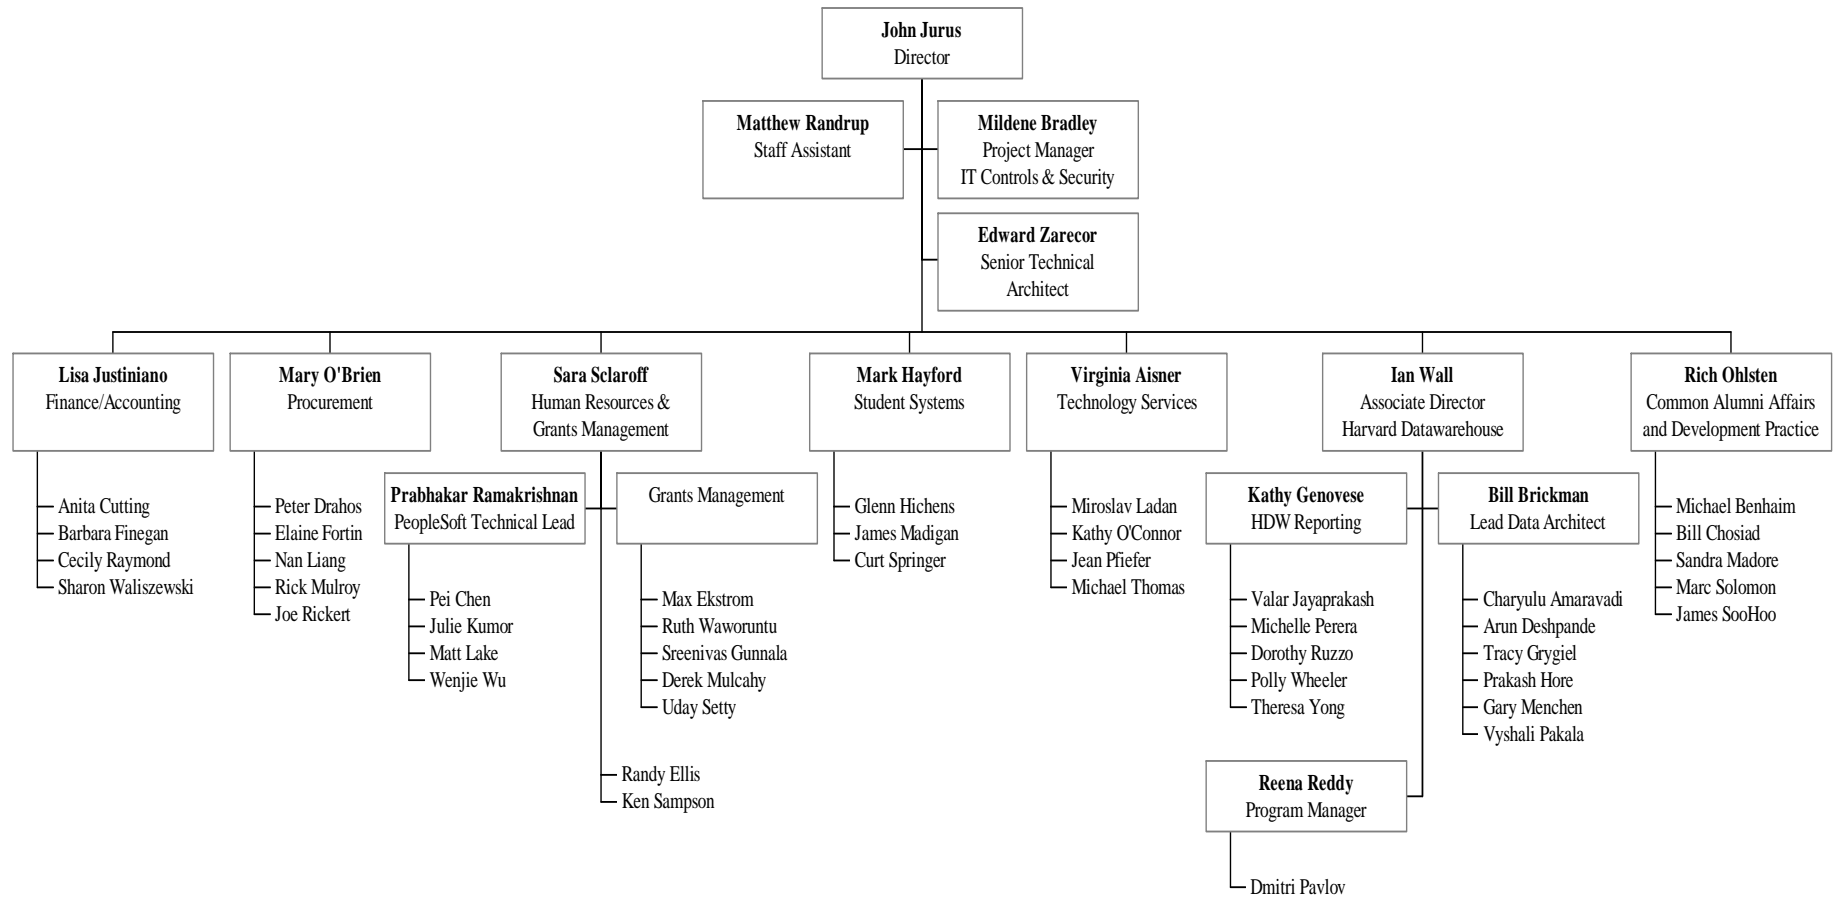 John Jurus
Director
Matthew Randrup
Staff Assistant
Mildene Bradley
Project Manager
IT Controls & Security
Edward Zarecor
Senior Technical
Architect
Lisa Justiniano
Finance/Accounting
Anita Cutting
Barbara Finegan
Cecily Raymond
Sharon Waliszewski
Mary O'Brien
Procurement
Peter Drahos
Elaine Fortin
Nan Liang
Rick Mulroy
Joe Rickert
Sara Sclaroff
Human Resources &
Grants Management
Prabhakar Ramakrishnan
PeopleSoft Technical Lead
Pei Chen
Julie Kumor
Matt Lake
Wenjie Wu
Grants Management
Max Ekstrom
Ruth Waworuntu
Sreenivas Gunnala
Derek Mulcahy
Uday Setty
Randy Ellis
Ken Sampson
Mark Hayford
Student Systems
Glenn Hichens
James Madigan
Curt Springer
Virginia Aisner
Technology Services
Miroslav Ladan
Kathy O'Connor
Jean Pfiefer
Michael Thomas
Ian Wall
Associate Director
Harvard Datawarehouse
Kathy Genovese
HDW Reporting
Valar Jayaprakash
Michelle Perera
Dorothy Ruzzo
Polly Wheeler
Theresa Yong
Bill Brickman
Lead Data Architect
Charyulu Amaravadi
Arun Deshpande
Tracy Grygiel
Prakash Hore
Gary Menchen
Vyshali Pakala
Reena Reddy
Program Manager
Dmitri Pavlov
Rich Ohlsten
Common Alumni Affairs
and Development Practice
Michael Benhaim
Bill Chosiad
Sandra Madore
Marc Solomon
James SooHoo